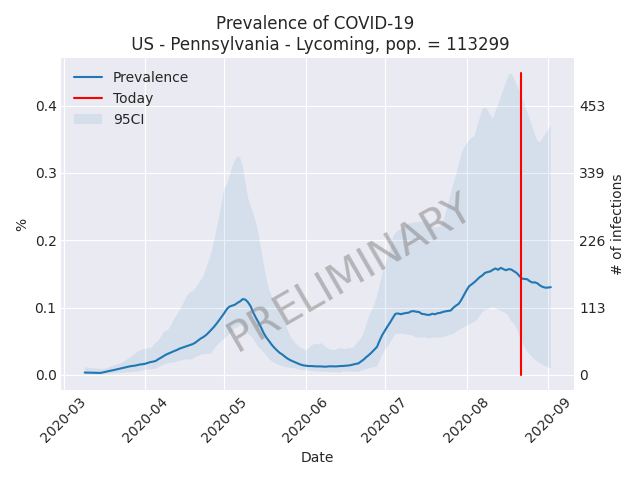 Prevalence of COVID-19
US - Pennsylvania - Lycoming, pop. = 113299
Prevalence
Today
95CI
0.4
0.3
0.2
0.1
0.0
%
453
339
226
113
0
# of infections
PRELIMINARY
2020-03
2020-04
2020-05
2020-06
2020-07
2020-08
2020-09
Date